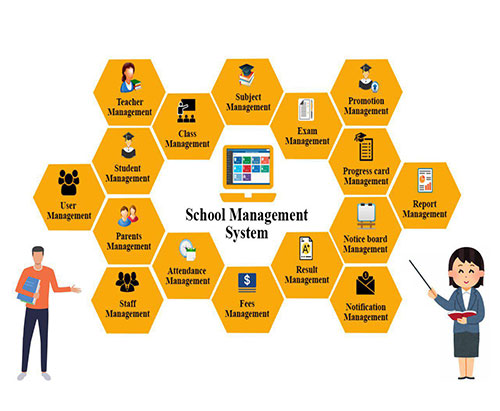 Teacher
Management
Class
Management
Subject
Management
Exam
Management
Promotion
Management
Student
Management
Progress card
Management
User
Management
Report
Management
School Management
System
Parents
Management
Notice board
Management
Attendance
Management
Result
Management
Staff
Management
Fees
Management
Notification
Management